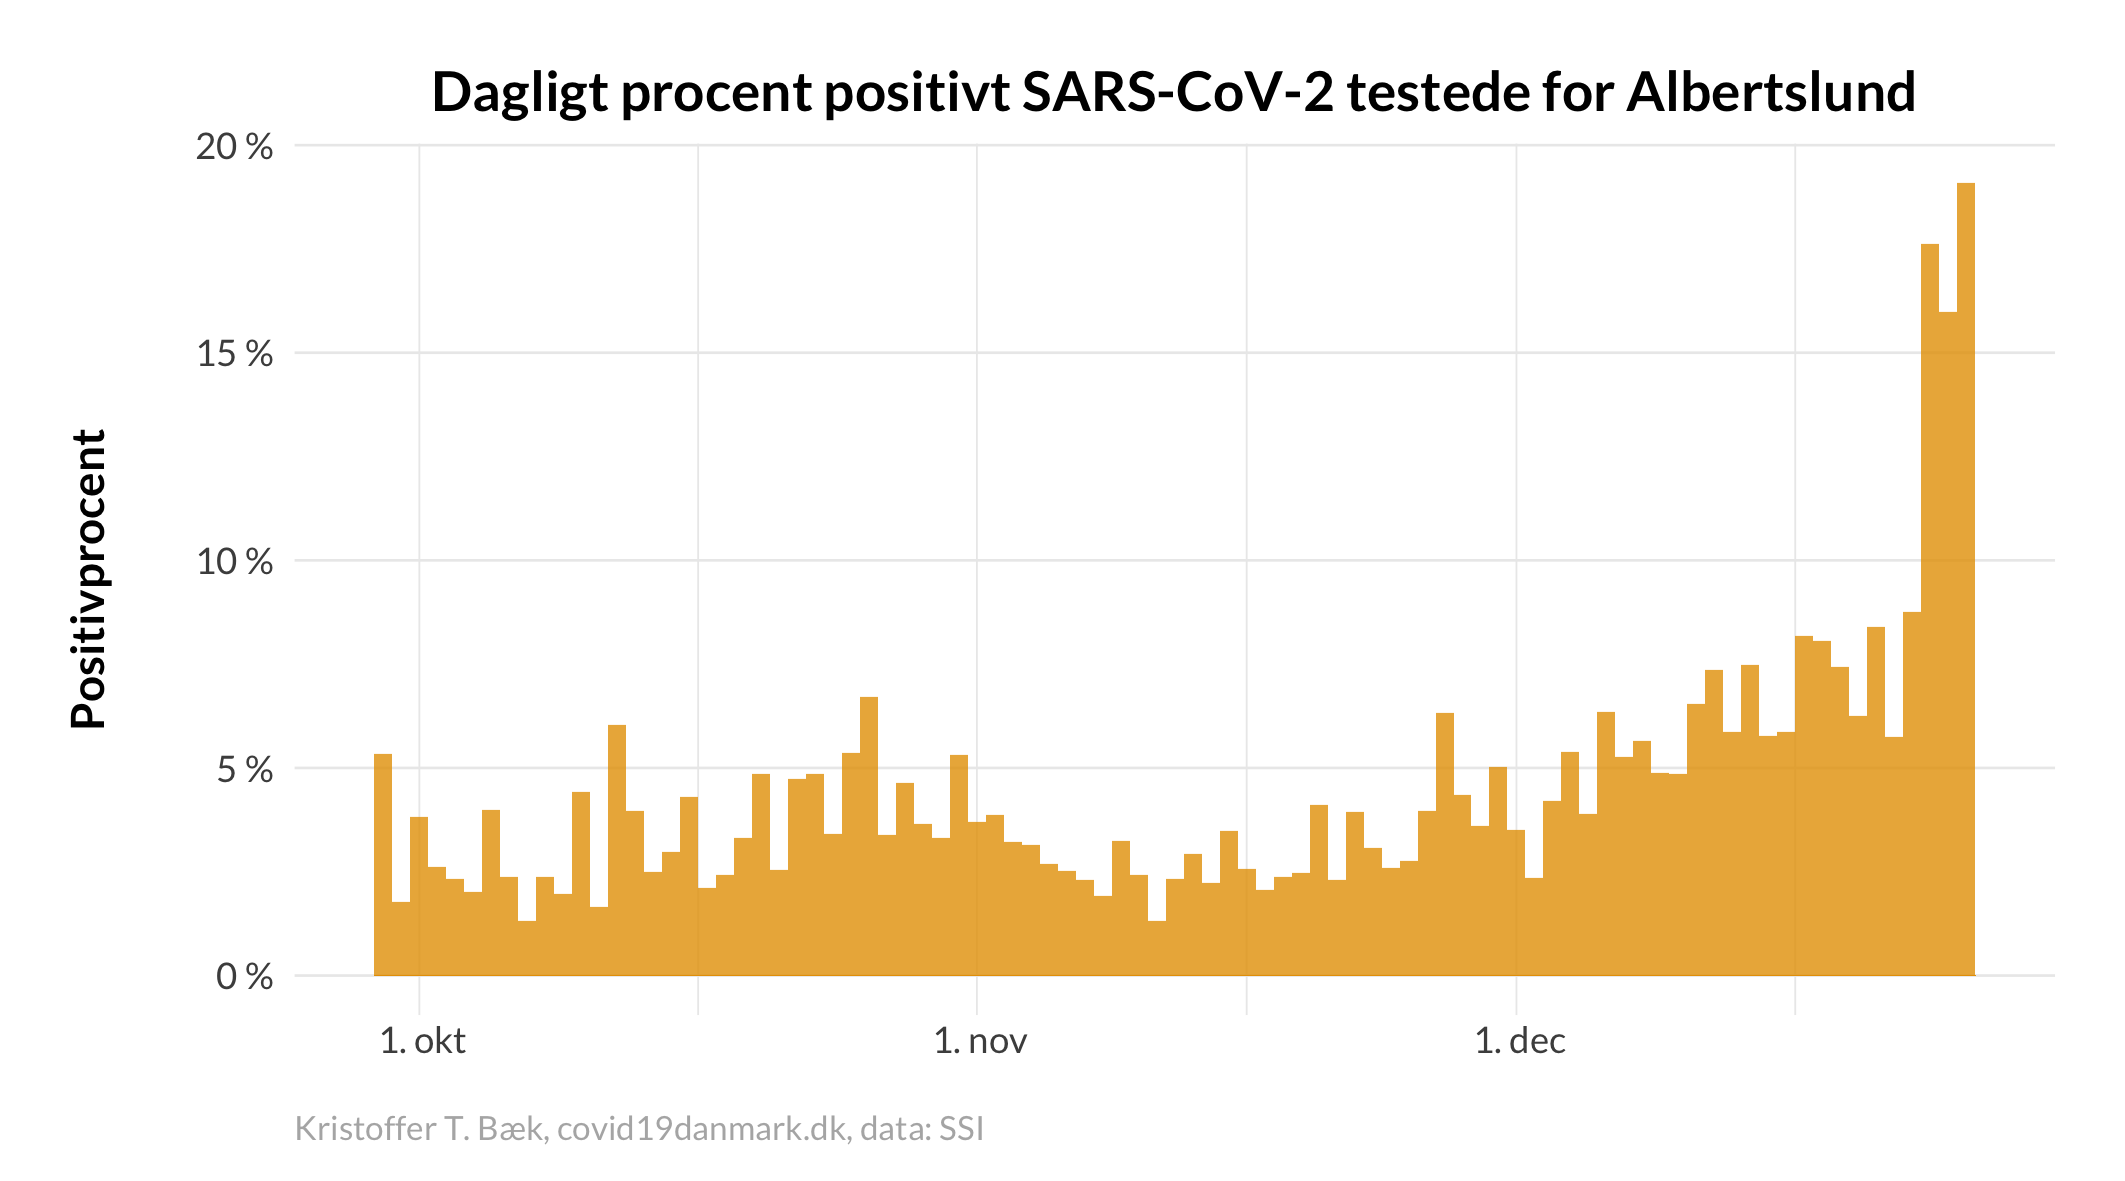 Dagligt procent positivt SARS-CoV-2 testede for Albertslund
20 %
15 %
10 %
5 %
0 %
Positivprocent
1. okt
1. nov
1. dec
Kristoffer T. Bæk, covid19danmark.dk, data: SSI